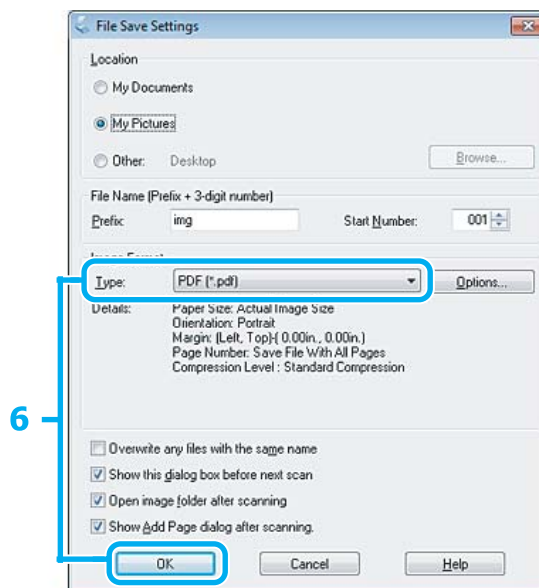 File Save Settings
Location
My Documents
My Pictures
Other: Desktop Browse...
File Name (Prefix + 3-digit number)
Prefix: img Start Number: 001
Image Format
Type: PDF (*.pdf) Options...
Details: Paper Size: Actual Image Size
Orientation: Portrait
Margin: (Left, Top)( 0.00in., 0.00in.)
Page Number: Save File With All Pages
Compression Level : Standard Compression
6
Overwrite any files with the same name
Show this dialog box before next scan
Open image folder after scanning
Show Add Page dialog after scanning.
OK Cancel Help